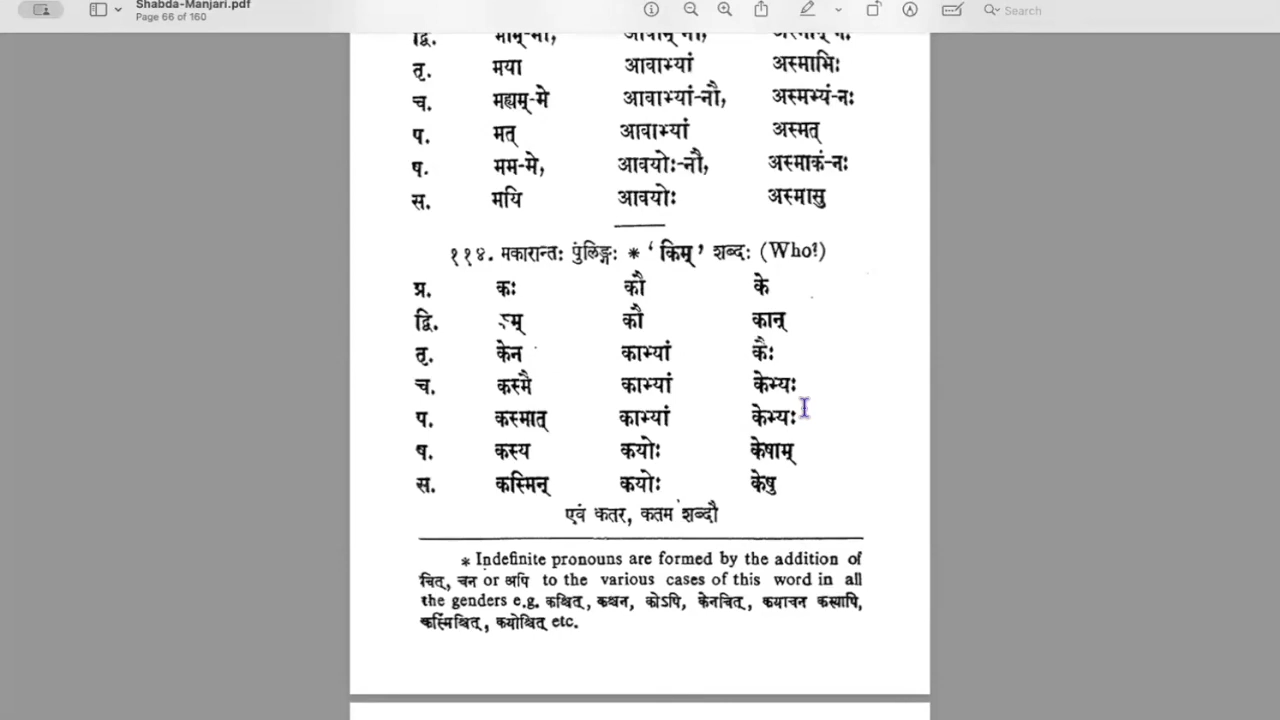 Shabda-Manjari.pdf
Page 66 of 160
Search
द्वि. माम्-मा, आवाम्-नौ, अस्मान्-नः
तृ. मया आवाभ्यां अस्माभिः
च. मह्यम्-मे आवाभ्यां-नौ, अस्मभ्यं-नः
प. मत् आवाभ्यां अस्मत्
ष. मम-मे, आवयोः-नौ, अस्माकं-नः
स. मयि आवयोः अस्मासु
११४. मकारान्तः पुंलिङ्गः * ‘किम्’ शब्दः (Who?)
प्र. कः कौ के
द्वि. कम् कौ कान्
तृ. केन काभ्यां कैः
च. कस्मै काभ्यां केभ्यः
प. कस्मात् काभ्यां केभ्यः
ष. कस्य कयोः केषाम्
स. कस्मिन् कयोः केषु
एवं कतर, कतम शब्दौ
* Indefinite pronouns are formed by the addition of
चित्, चन or अपि to the various cases of this word in all
the genders e.g. कश्चित्, कश्चन, कोऽपि, केनचित्, कयाचन कस्यापि,
कस्मिंश्चित्, कयोश्चित् etc.